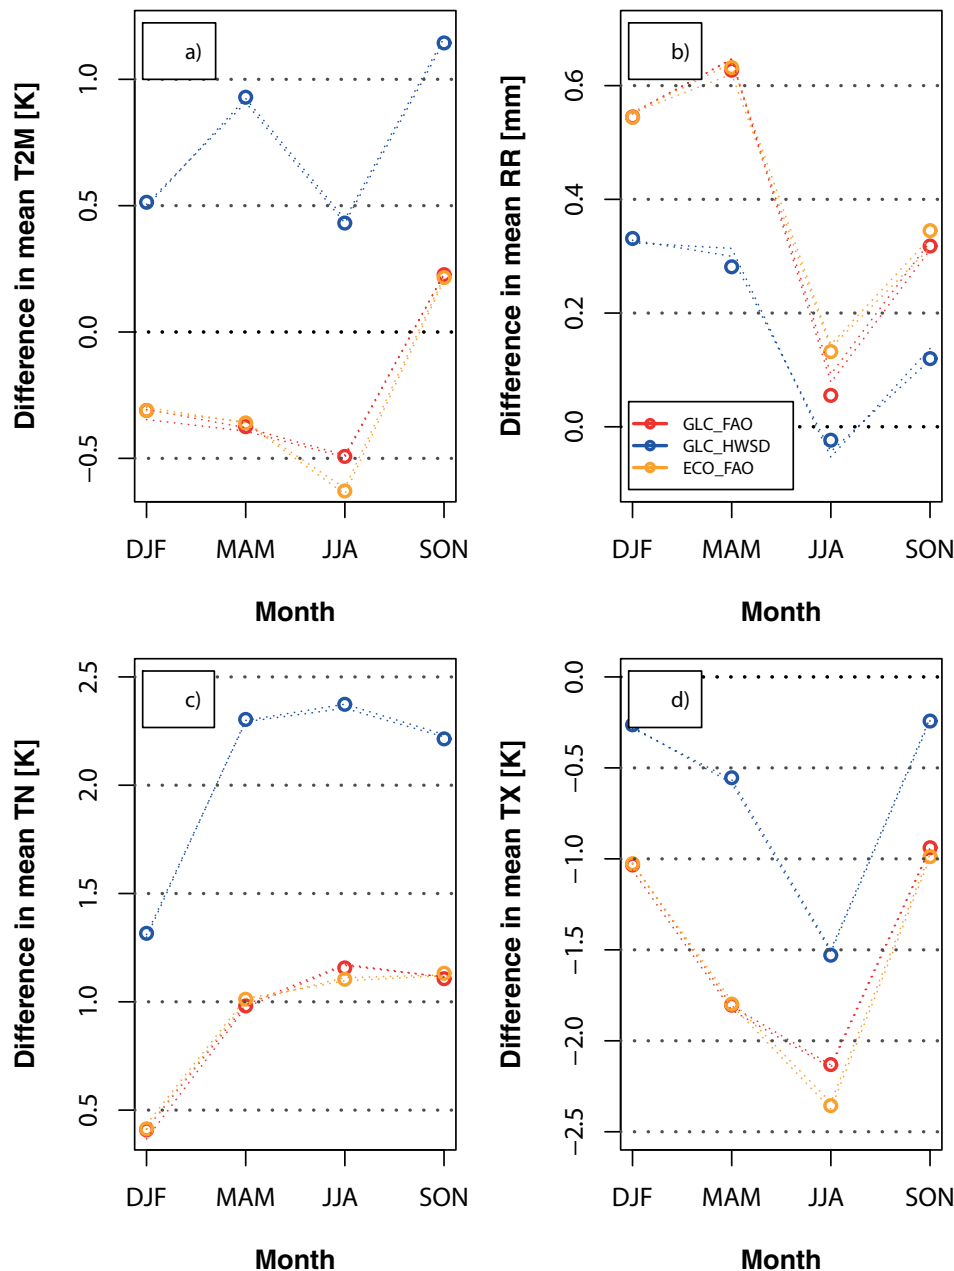 a)
Difference in mean T2M [K]
1.0
0.5
0.0
−0.5
DJF MAM JJA SON
Month
b)
Difference in mean RR [mm]
0.6
0.4
0.2
0.0
GLC_FAO
GLC_HWSD
ECO_FAO
DJF MAM JJA SON
Month
c)
Difference in mean TN [K]
2.5
2.0
1.5
1.0
0.5
DJF MAM JJA SON
Month
d)
Difference in mean TX [K]
0.0
−0.5
−1.0
−1.5
−2.0
−2.5
DJF MAM JJA SON
Month